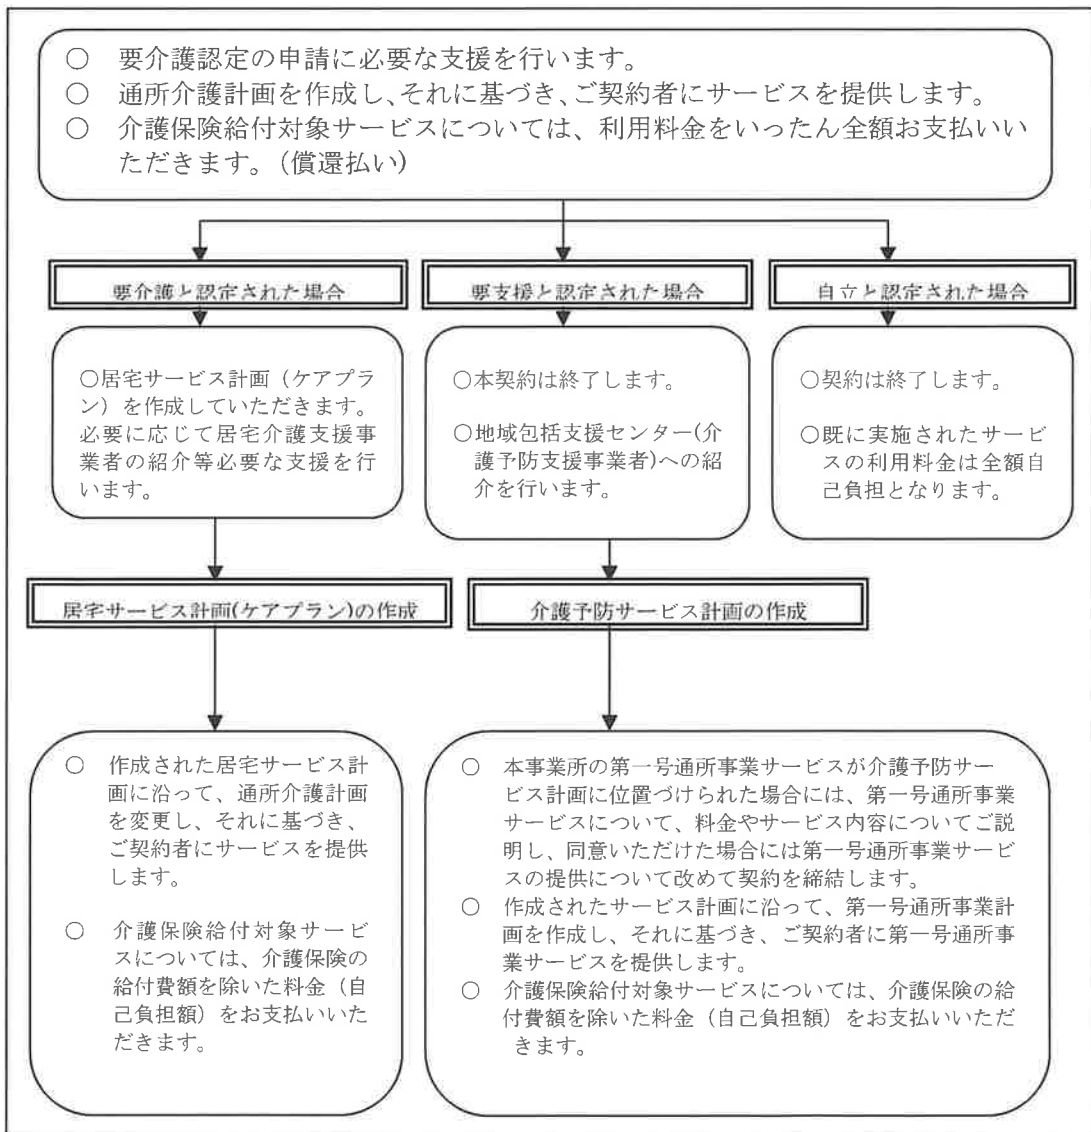 ○ 要介護認定の申請に必要な支援を行います。
○ 通所介護計画を作成し、それに基づき、ご契約者にサービスを提供します。
○ 介護保険給付対象サービスについては、利用料金をいったん全額お支払いい
ただきます。(償還払い)
要介護と認定された場合
要支援と認定された場合
自立と認定された場合
○居宅サービス計画（ケアプラ
ン）を作成していただきます。
必要に応じて居宅介護支援事
業者の紹介等必要な支援を行
います。
○本契約は終了します。
○地域包括支援センター(介
護予防支援事業者)への紹
介を行います。
○契約は終了します。
○既に実施されたサービ
スの利用料金は全額自
己負担となります。
居宅サービス計画(ケアプラン)の作成
介護予防サービス計画の作成
○ 作成された居宅サービス計
画に沿って、通所介護計画
を変更し、それに基づき、
ご契約者にサービスを提供
します。
○ 介護保険給付対象サービ
スについては、介護保険の
給付費額を除いた料金（自
己負担額）をお支払いいた
だきます。
○ 本事業所の第一号通所事業サービスが介護予防サー
ビス計画に位置づけられた場合には、第一号通所事業
サービスについて、料金やサービス内容についてご説
明し、同意いただけた場合には第一号通所事業サービ
スの提供について改めて契約を締結します。
○ 作成されたサービス計画に沿って、第一号通所事業計
画を作成し、それに基づき、ご契約者に第一号通所事
業サービスを提供します。
○ 介護保険給付対象サービスについては、介護保険の給
付費額を除いた料金（自己負担額）をお支払いいただ
きます。